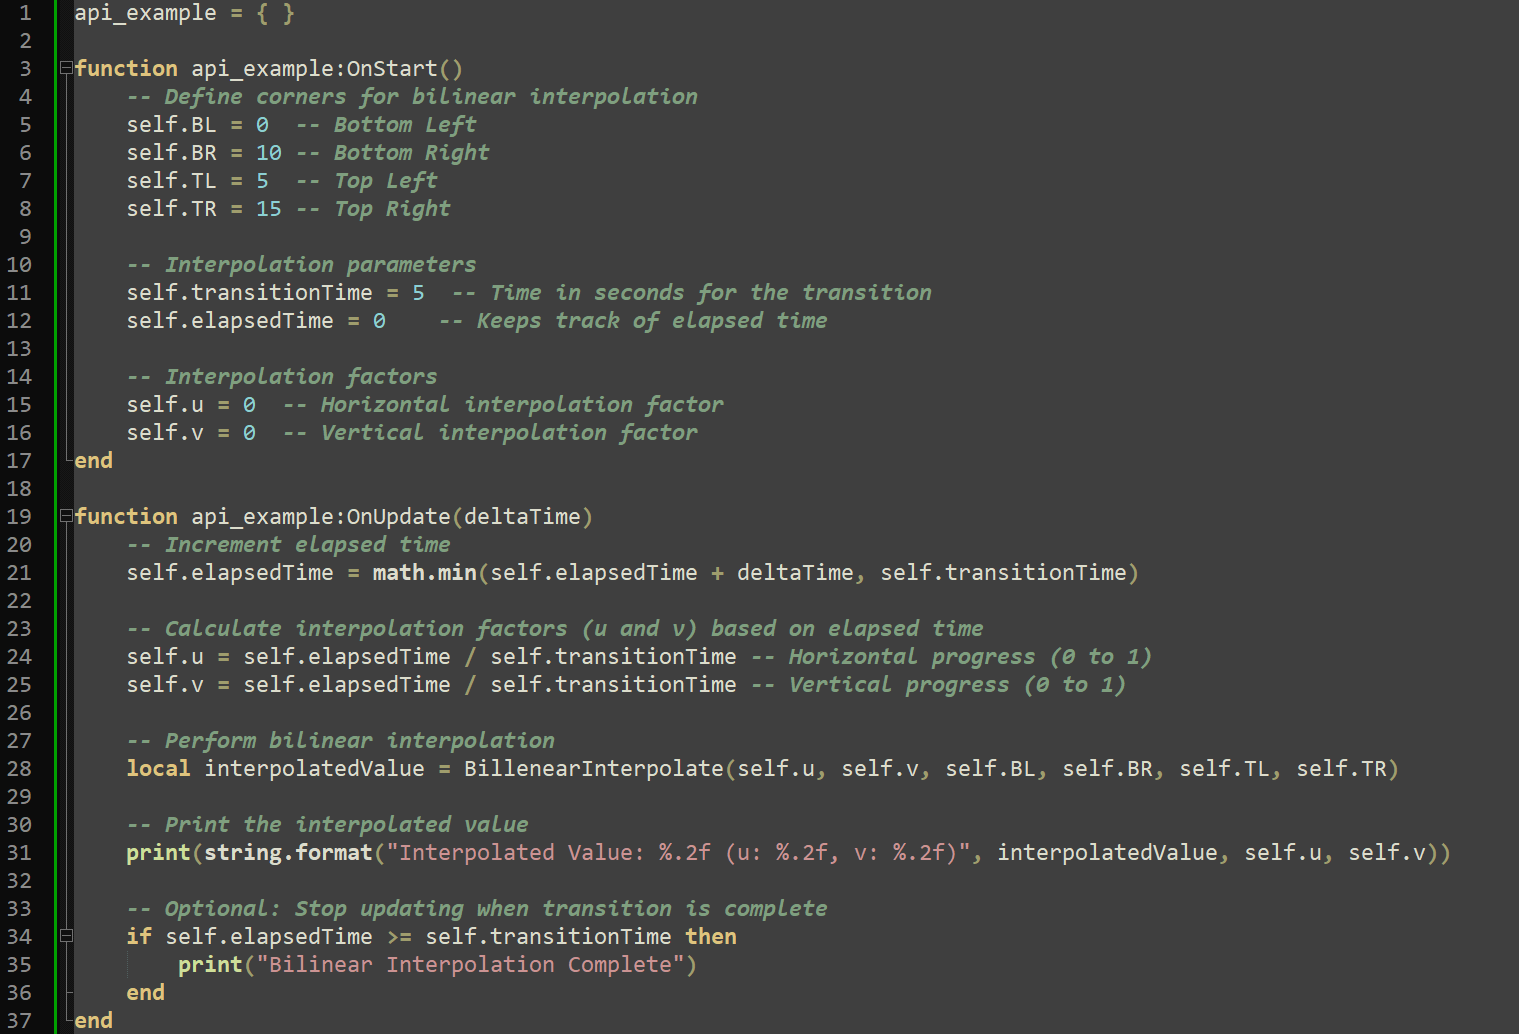 1 api_example = { }
2
3 function api_example:OnStart()
4     -- Define corners for bilinear interpolation
5     self.BL = 0  -- Bottom Left
6     self.BR = 10 -- Bottom Right
7     self.TL = 5  -- Top Left
8     self.TR = 15 -- Top Right
9
10     -- Interpolation parameters
11     self.transitionTime = 5  -- Time in seconds for the transition
12     self.elapsedTime = 0    -- Keeps track of elapsed time
13
14     -- Interpolation factors
15     self.u = 0  -- Horizontal interpolation factor
16     self.v = 0  -- Vertical interpolation factor
17 end
18
19 function api_example:OnUpdate(deltaTime)
20     -- Increment elapsed time
21     self.elapsedTime = math.min(self.elapsedTime + deltaTime, self.transitionTime)
22
23     -- Calculate interpolation factors (u and v) based on elapsed time
24     self.u = self.elapsedTime / self.transitionTime -- Horizontal progress (0 to 1)
25     self.v = self.elapsedTime / self.transitionTime -- Vertical progress (0 to 1)
26
27     -- Perform bilinear interpolation
28     local interpolatedValue = BillenearInterpolate(self.u, self.v, self.BL, self.BR, self.TL, self.TR)
29
30     -- Print the interpolated value
31     print(string.format("Interpolated Value: %.2f (u: %.2f, v: %.2f)", interpolatedValue, self.u, self.v))
32
33     -- Optional: Stop updating when transition is complete
34     if self.elapsedTime >= self.transitionTime then
35         print("Bilinear Interpolation Complete")
36     end
37 end